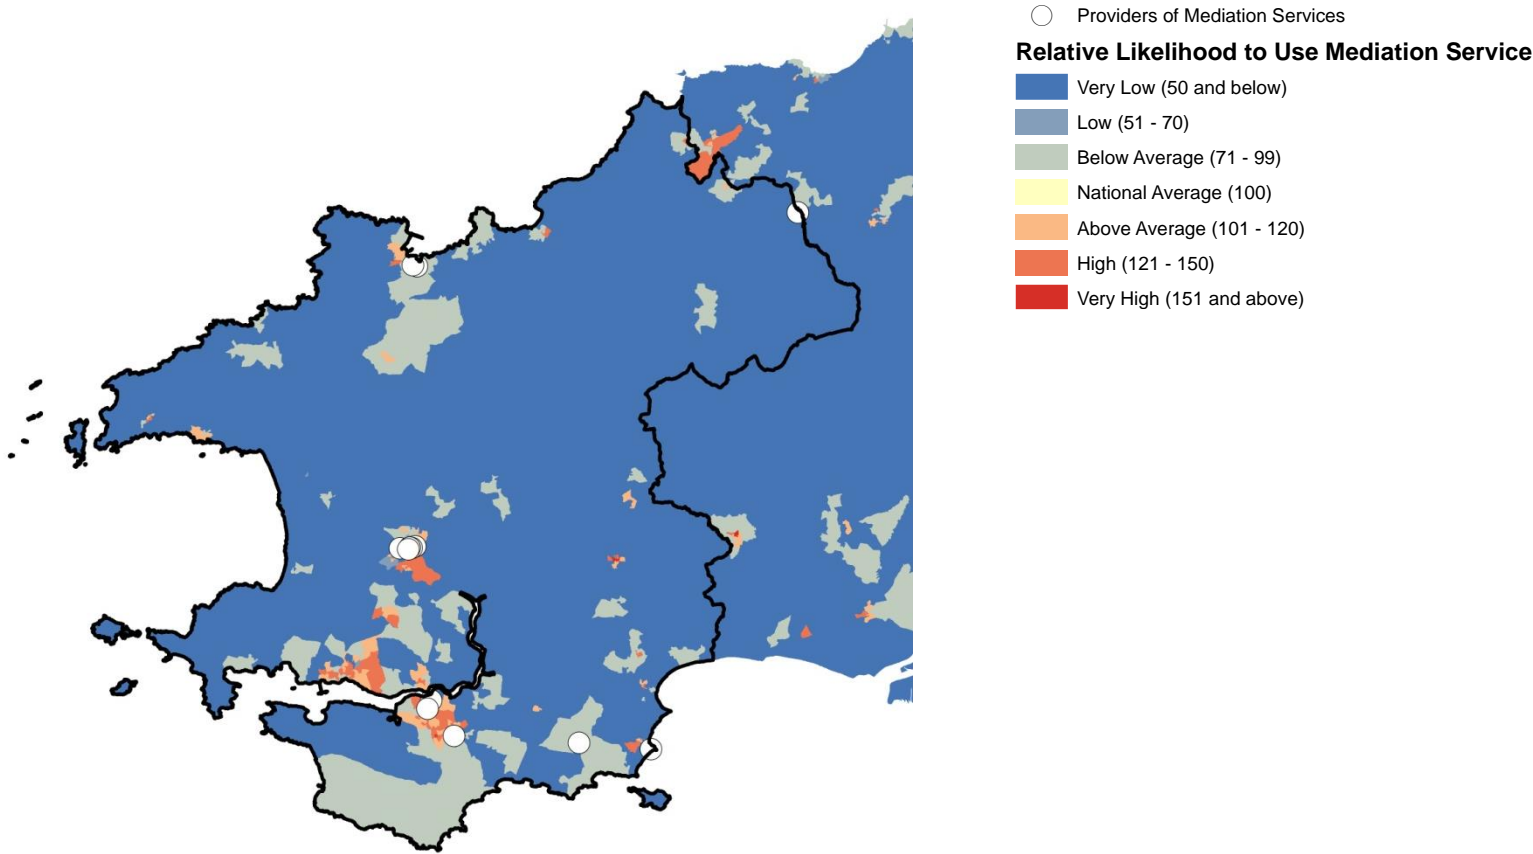 Providers of Mediation Services
Relative Likelihood to Use Mediation Service
Very Low (50 and below)
Low (51 - 70)
Below Average (71 - 99)
National Average (100)
Above Average (101 - 120)
High (121 - 150)
Very High (151 and above)